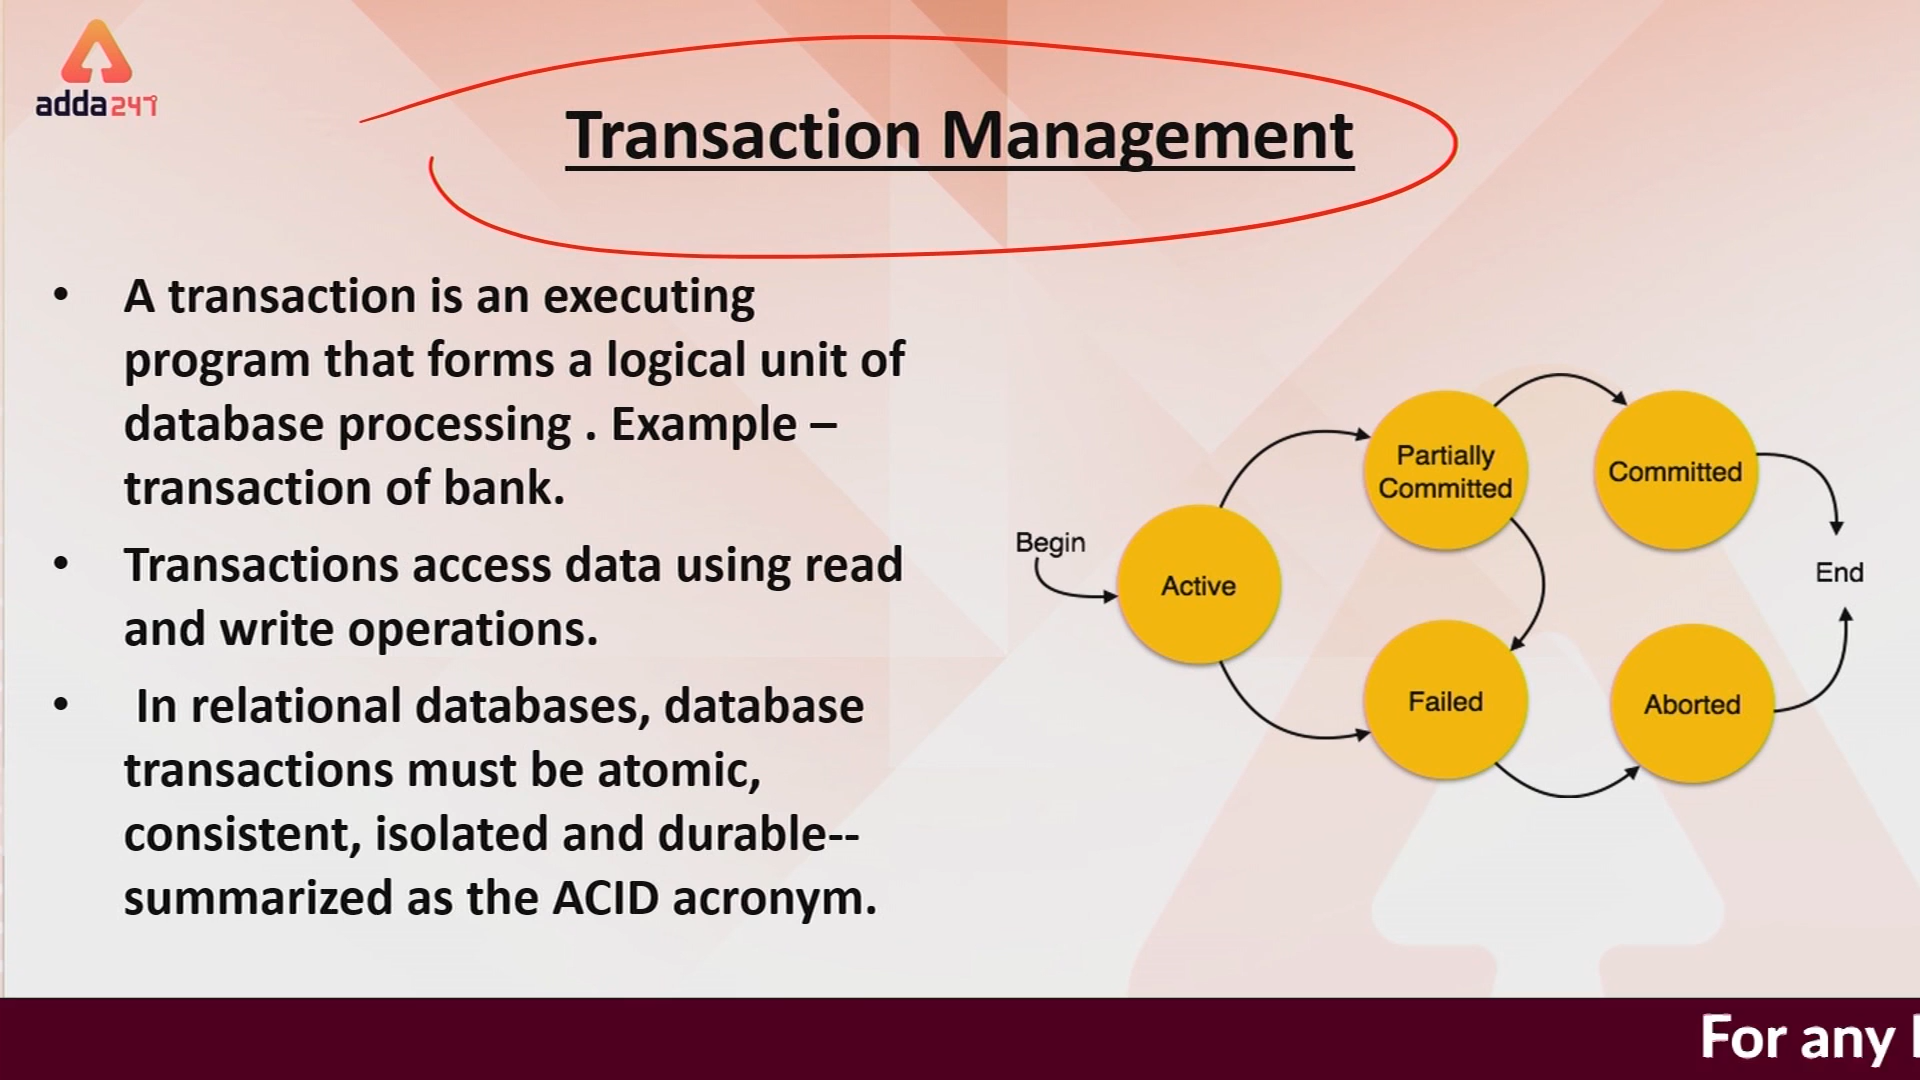 adda247
Transaction Management
• A transaction is an executing
program that forms a logical unit of
database processing . Example –
transaction of bank.
• Transactions access data using read
and write operations.
• In relational databases, database
transactions must be atomic,
consistent, isolated and durable--
summarized as the ACID acronym.
Begin
Active
Partially
Committed
Committed
End
Failed
Aborted
For any